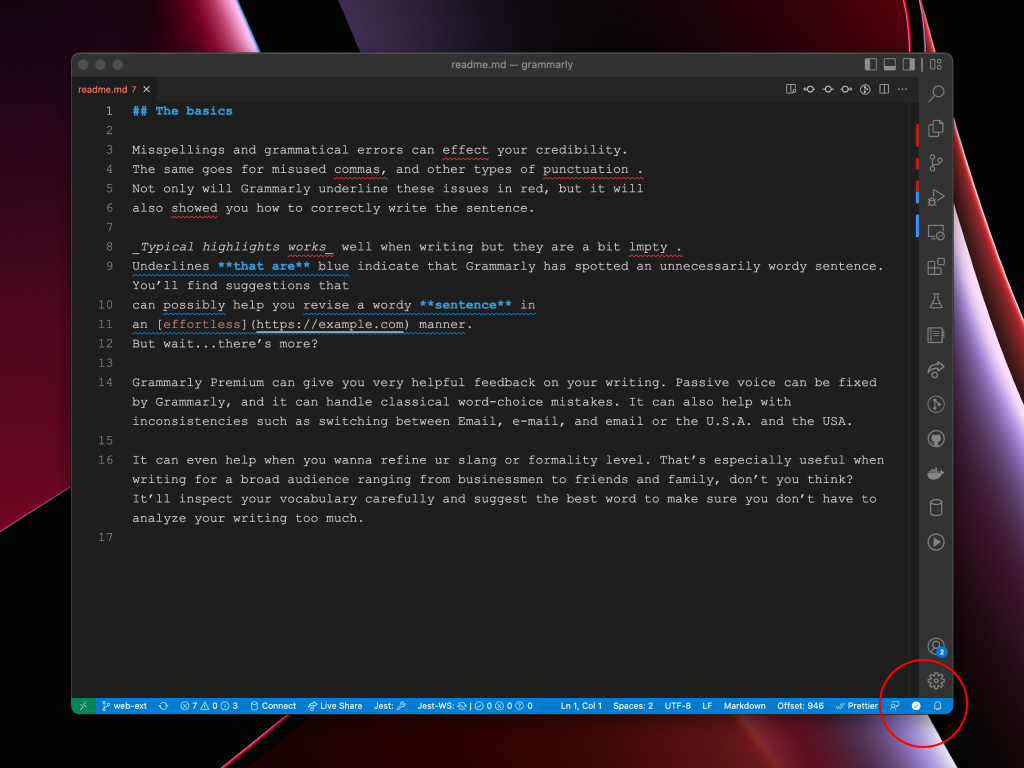 readme.md — grammarly
readme.md 7
1 ## The basics
2
3 Misspellings and grammatical errors can effect your credibility.
4 The same goes for misused commas, and other types of punctuation .
5 Not only will Grammarly underline these issues in red, but it will
6 also showed you how to correctly write the sentence.
7
8 _Typical highlights works_ well when writing but they are a bit lmpty .
9 Underlines **that are** blue indicate that Grammarly has spotted an unnecessarily wordy sentence.
You’ll find suggestions that
10 can possibly help you revise a wordy **sentence** in
11 an [effortless](https://example.com) manner.
12 But wait...there’s more?
13
14 Grammarly Premium can give you very helpful feedback on your writing. Passive voice can be fixed
by Grammarly, and it can handle classical word-choice mistakes. It can also help with
inconsistencies such as switching between Email, e-mail, and email or the U.S.A. and the USA.
15
16 It can even help when you wanna refine ur slang or formality level. That’s especially useful when
writing for a broad audience ranging from businessmen to friends and family, don’t you think?
It’ll inspect your vocabulary carefully and suggest the best word to make sure you don’t have to
analyze your writing too much.
17
2
web-ext 7 0 3 Connect Live Share Jest: Jest-WS: | 0 0 0 Ln 1, Col 1 Spaces: 2 UTF-8 LF Markdown Offset: 946 Prettier